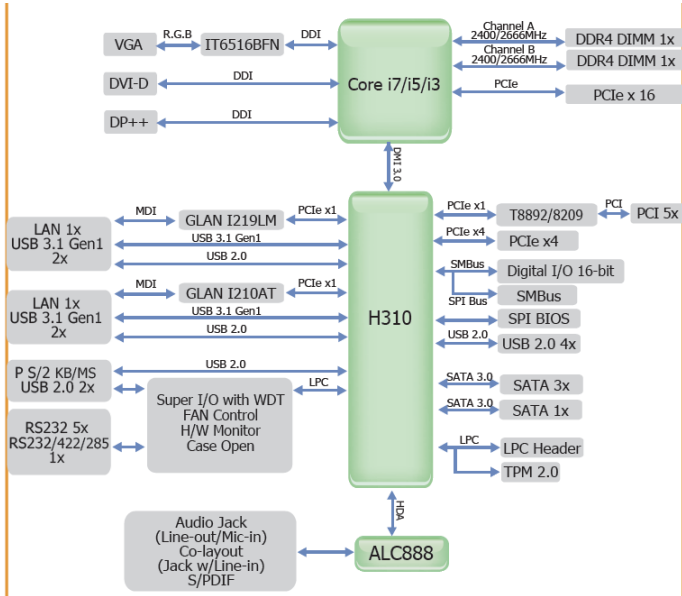 VGA
R.G.B
IT6516BFN
DDI
DVI-D
DDI
DP++
DDI
Core i7/i5/i3
Channel A
2400/2666MHz
DDR4 DIMM 1x
Channel B
2400/2666MHz
DDR4 DIMM 1x
PCIe
PCIe x 16
DMI 3.0
LAN 1x
USB 3.1 Gen1
2x
MDI
GLAN I219LM
PCIe x1
USB 3.1 Gen1
USB 2.0
LAN 1x
USB 3.1 Gen1
2x
MDI
GLAN I210AT
PCIe x1
USB 3.1 Gen1
USB 2.0
P S/2 KB/MS
USB 2.0 2x
USB 2.0
LPC
Super I/O with WDT
FAN Control
H/W Monitor
Case Open
RS232 5x
RS232/422/285
1x
H310
PCIe x1
T8892/8209
PCI
PCI 5x
PCIe x4
PCIe x4
SMBus
Digital I/O 16-bit
SMBus
SPI Bus
SPI BIOS
USB 2.0
USB 2.0 4x
SATA 3.0
SATA 3x
SATA 3.0
SATA 1x
LPC
LPC Header
TPM 2.0
HDA
Audio Jack
(Line-out/Mic-in)
Co-layout
(Jack w/Line-in)
S/PDIF
ALC888